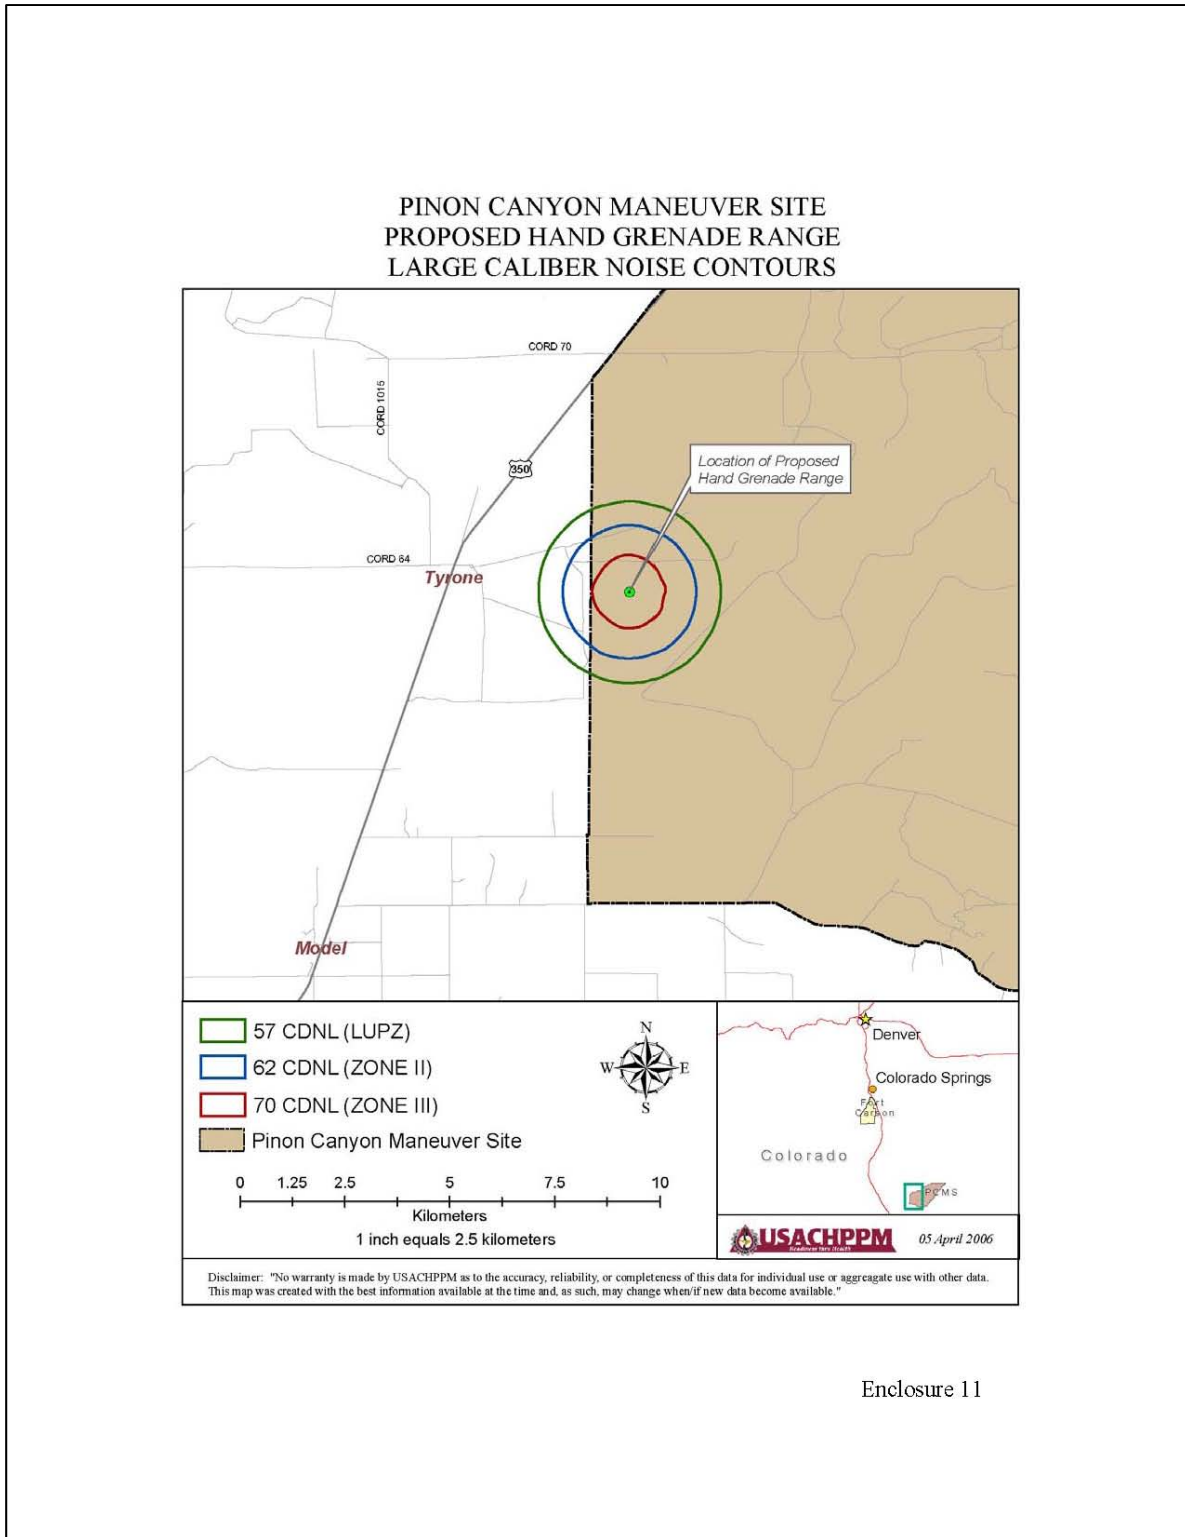 PINON CANYON MANEUVER SITE
PROPOSED HAND GRENADE RANGE
LARGE CALIBER NOISE CONTOURS
CORD 70
CORD 1015
350
Location of Proposed
Hand Grenade Range
CORD 64
Tyrone
Model
57 CDNL (LUPZ)
62 CDNL (ZONE II)
70 CDNL (ZONE III)
Pinon Canyon Maneuver Site
N
W E
S
0 1.25 2.5 5 7.5 10
Kilometers
1 inch equals 2.5 kilometers
Denver
Colorado Springs
Fort
Carson
Colorado
PCMS
USACHPPM
Readiness thru Health
05 April 2006
Disclaimer: "No warranty is made by USACHPPM as to the accuracy, reliability, or completeness of this data for individual use or aggreagate use with other data.
This map was created with the best information available at the time and, as such, may change when/if new data become available."
Enclosure 11